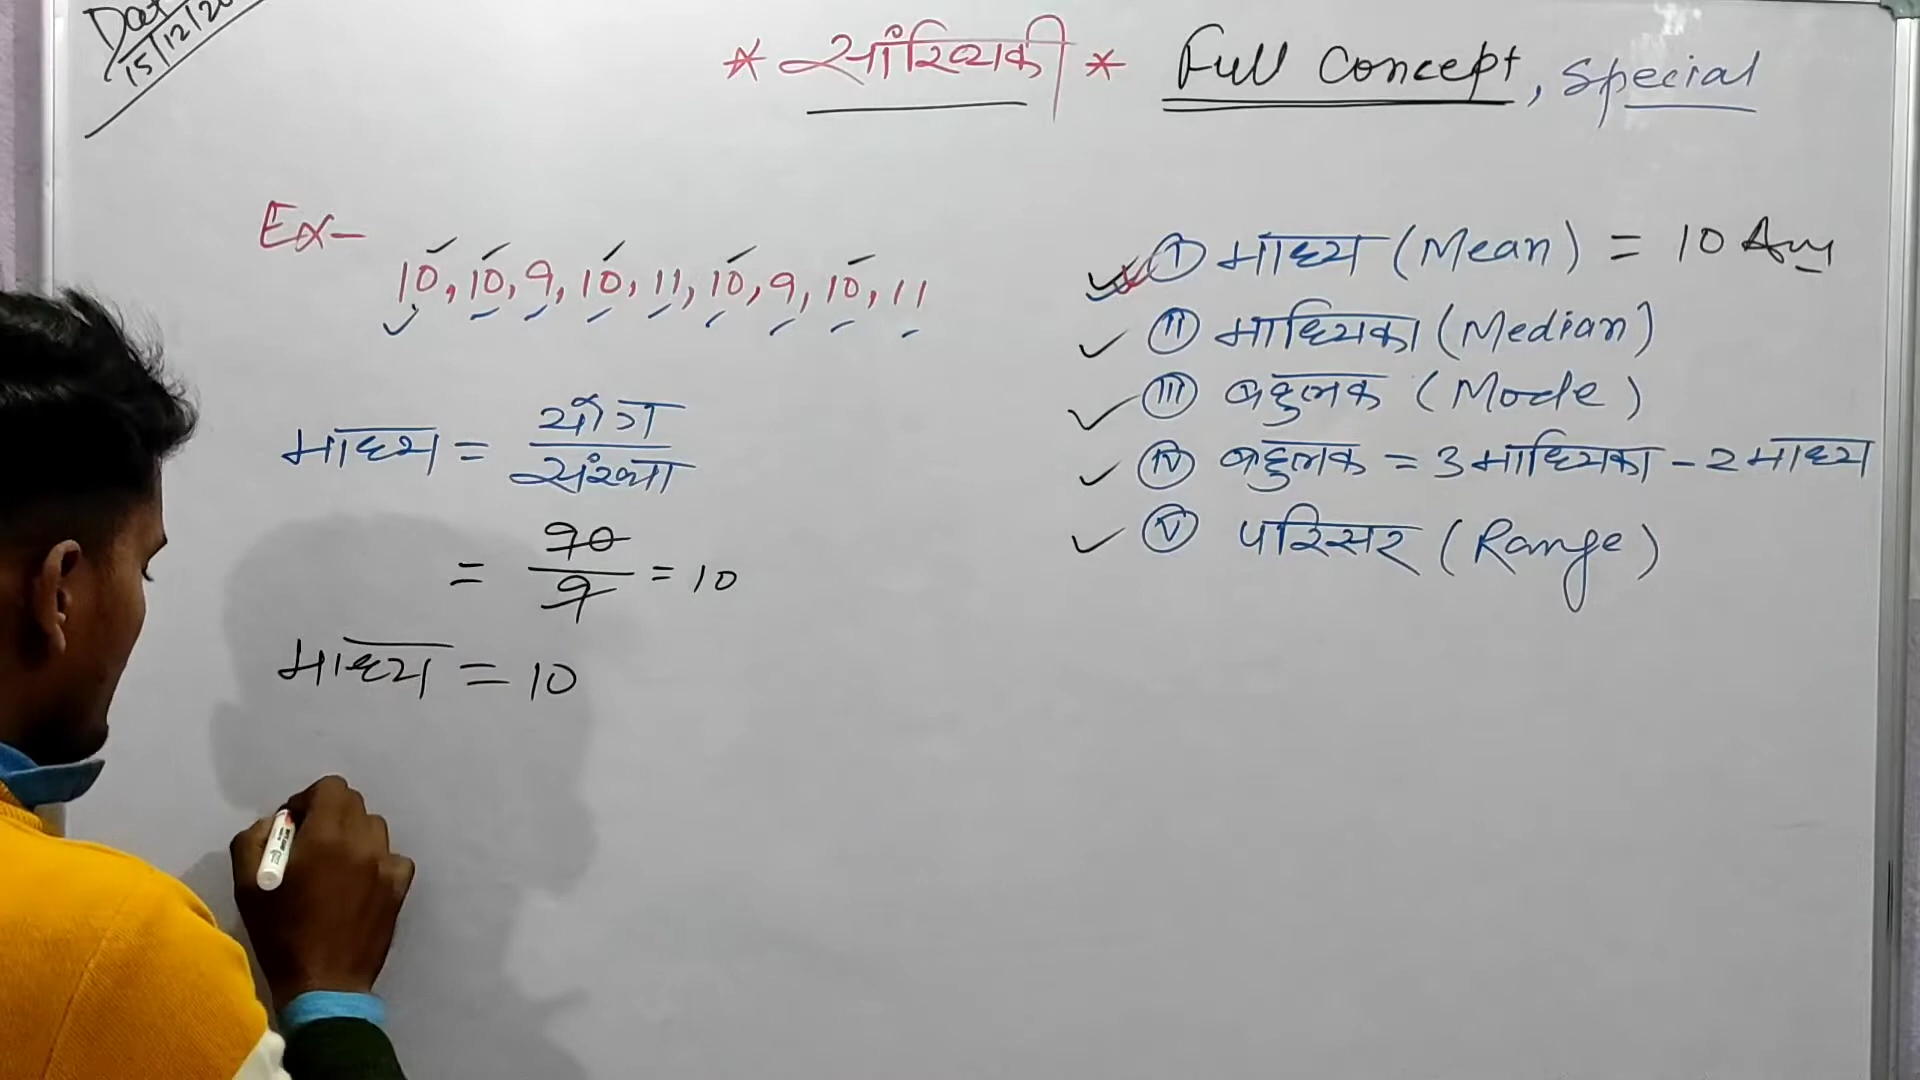 15/12/20
* सांख्यिकी * Full Concept, Special
Ex- 10, 10, 9, 10, 11, 10, 9, 10, 11
माध्य = योग / संख्या
= 90 / 9 = 10
माध्य = 10
(I) माध्य (Mean) = 10 Ans
(II) माध्यिका (Median)
(III) बहुलक (Mode)
(IV) बहुलक = 3 माध्यिका - 2 माध्य
(V) परिसर (Range)